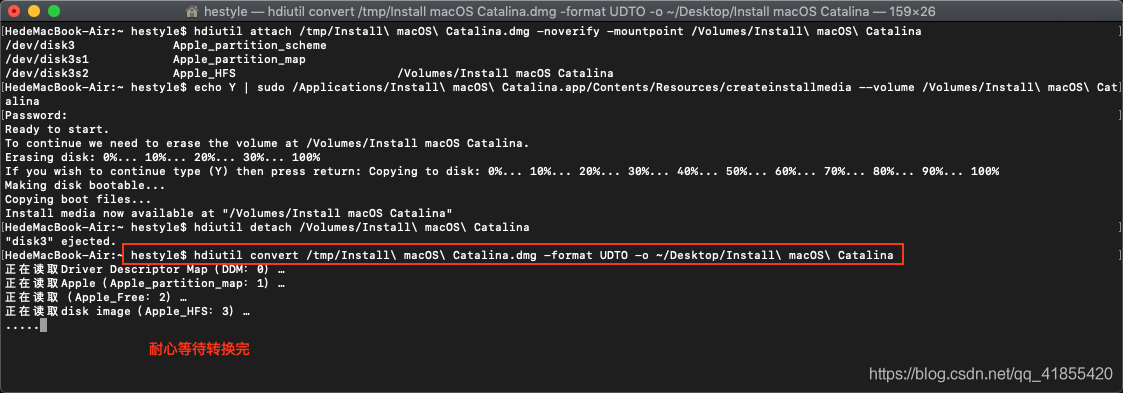 hestyle — hdiutil convert /tmp/Install macOS Catalina.dmg -format UDTO -o ~/Desktop/Install macOS Catalina — 159×26
[HedeMacBook-Air:~ hestyle$ hdiutil attach /tmp/Install\ macOS\ Catalina.dmg -noverify -mountpoint /Volumes/Install\ macOS\ Catalina ]
/dev/disk3 Apple_partition_scheme
/dev/disk3s1 Apple_partition_map
/dev/disk3s2 Apple_HFS /Volumes/Install macOS Catalina
[HedeMacBook-Air:~ hestyle$ echo Y | sudo /Applications/Install\ macOS\ Catalina.app/Contents/Resources/createinstallmedia --volume /Volumes/Install\ macOS\ Cat]
alina
[Password: ]
Ready to start.
To continue we need to erase the volume at /Volumes/Install macOS Catalina.
Erasing disk: 0%... 10%... 20%... 30%... 100%
If you wish to continue type (Y) then press return: Copying to disk: 0%... 10%... 20%... 30%... 40%... 50%... 60%... 70%... 80%... 90%... 100%
Making disk bootable...
Copying boot files...
Install media now available at "/Volumes/Install macOS Catalina"
[HedeMacBook-Air:~ hestyle$ hdiutil detach /Volumes/Install\ macOS\ Catalina ]
"disk3" ejected.
[HedeMacBook-Air:~ hestyle$ hdiutil convert /tmp/Install\ macOS\ Catalina.dmg -format UDTO -o ~/Desktop/Install\ macOS\ Catalina ]
正在读取Driver Descriptor Map (DDM: 0) …
正在读取Apple (Apple_partition_map: 1) …
正在读取 (Apple_Free: 2) …
正在读取disk image (Apple_HFS: 3) …
.....
耐心等待转换完
https://blog.csdn.net/qq_41855420